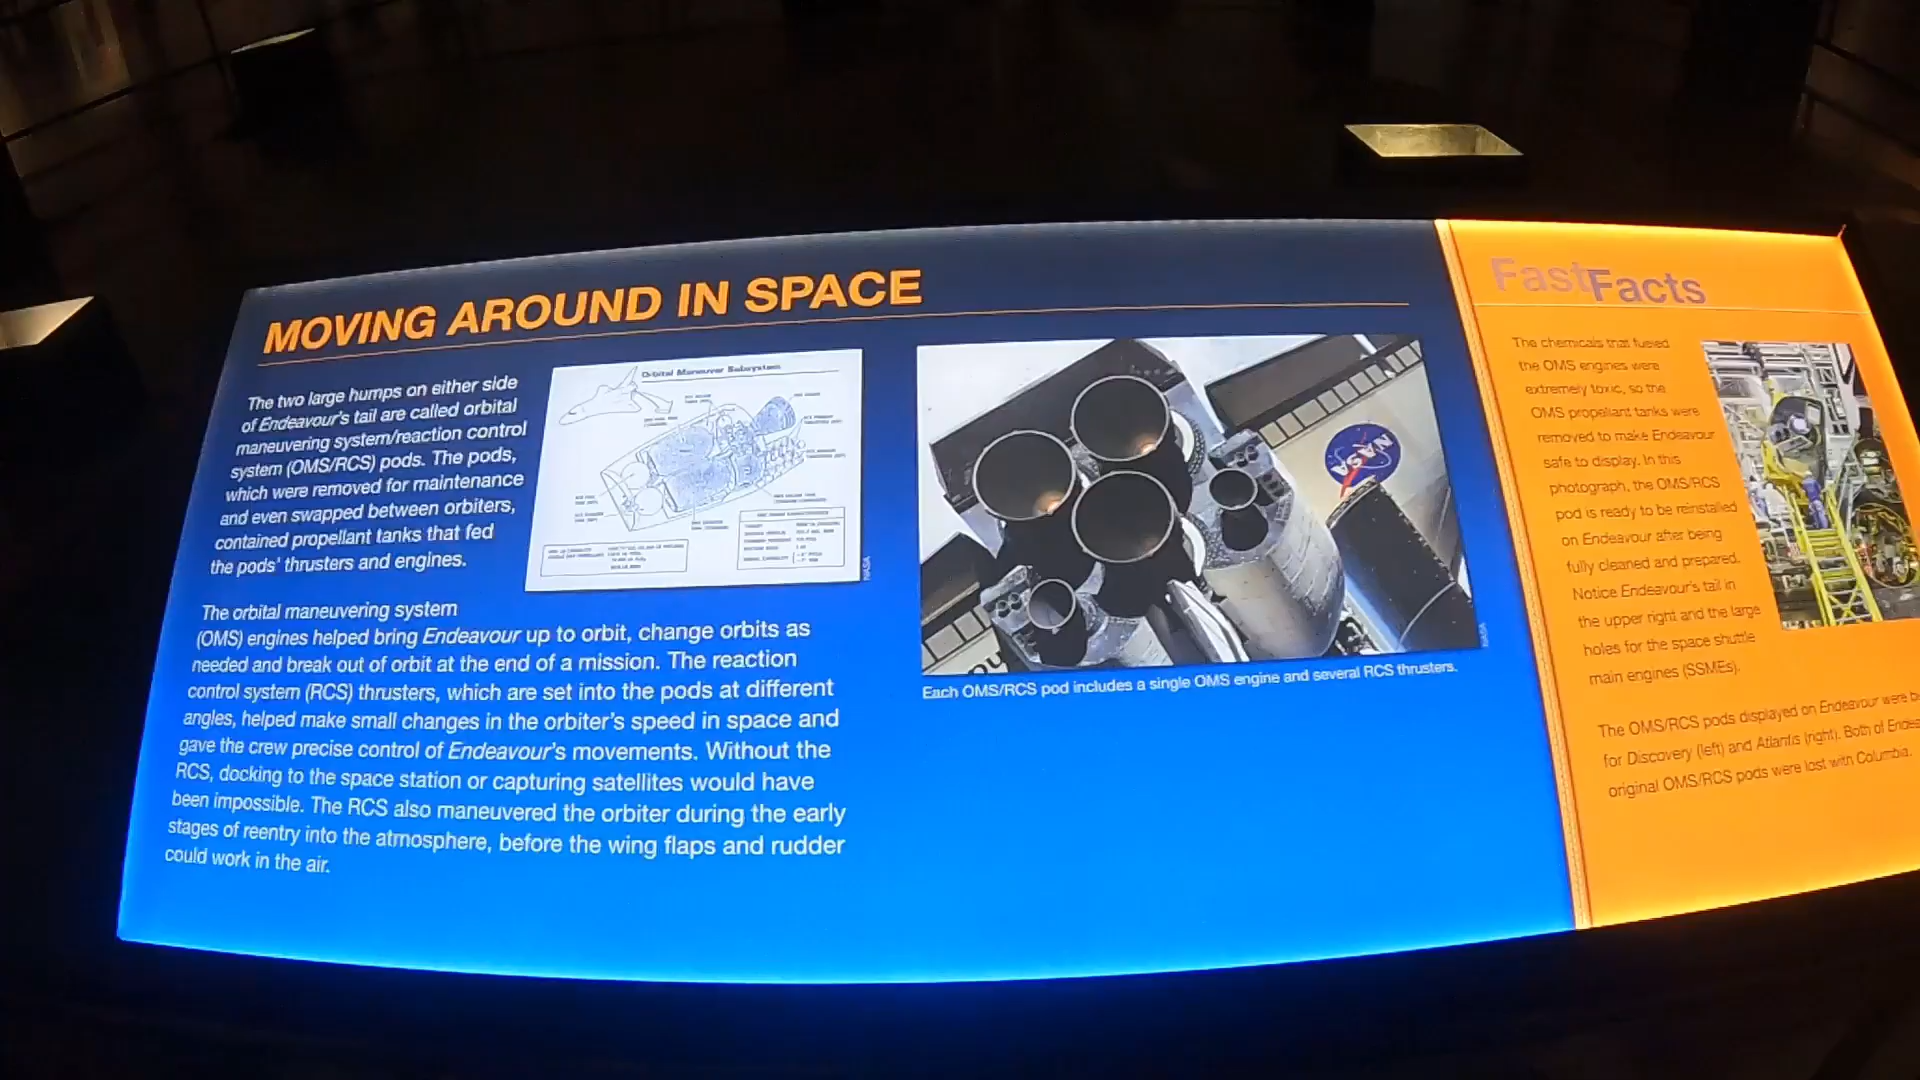 MOVING AROUND IN SPACE
The two large humps on either side
of Endeavour's tail are called orbital
maneuvering system/reaction control
system (OMS/RCS) pods. The pods,
which were removed for maintenance
and even swapped between orbiters,
contained propellant tanks that fed
the pods' thrusters and engines.
The orbital maneuvering system
(OMS) engines helped bring Endeavour up to orbit, change orbits as
needed and break out of orbit at the end of a mission. The reaction
control system (RCS) thrusters, which are set into the pods at different
angles, helped make small changes in the orbiter's speed in space and
gave the crew precise control of Endeavour's movements. Without the
RCS, docking to the space station or capturing satellites would have
been impossible. The RCS also maneuvered the orbiter during the early
stages of reentry into the atmosphere, before the wing flaps and rudder
could work in the air.
Orbital Maneuver Subsystem
NASA
NASA
NASA
Each OMS/RCS pod includes a single OMS engine and several RCS thrusters.
FastFacts
The chemicals that fueled
the OMS engines were
extremely toxic, so the
OMS propellant tanks were
removed to make Endeavour
safe to display. In this
photograph, the OMS/RCS
pod is ready to be reinstalled
on Endeavour after being
fully cleaned and prepared.
Notice Endeavour's tail in
the upper right and the large
holes for the space shuttle
main engines (SSMEs).
The OMS/RCS pods displayed on Endeavour were b
for Discovery (left) and Atlantis (right). Both of Endea
original OMS/RCS pods were lost with Columbia.